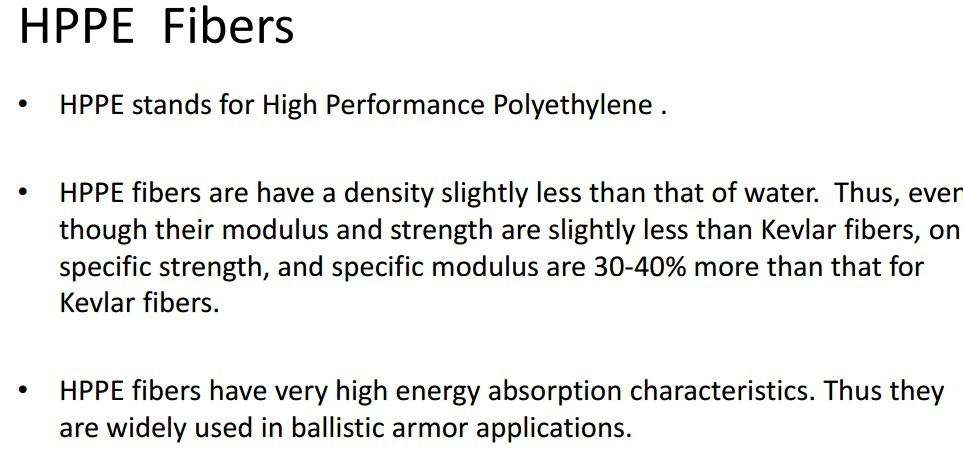 HPPE Fibers
• HPPE stands for High Performance Polyethylene .
• HPPE fibers are have a density slightly less than that of water. Thus, even
though their modulus and strength are slightly less than Kevlar fibers, on
specific strength, and specific modulus are 30-40% more than that for
Kevlar fibers.
• HPPE fibers have very high energy absorption characteristics. Thus they
are widely used in ballistic armor applications.